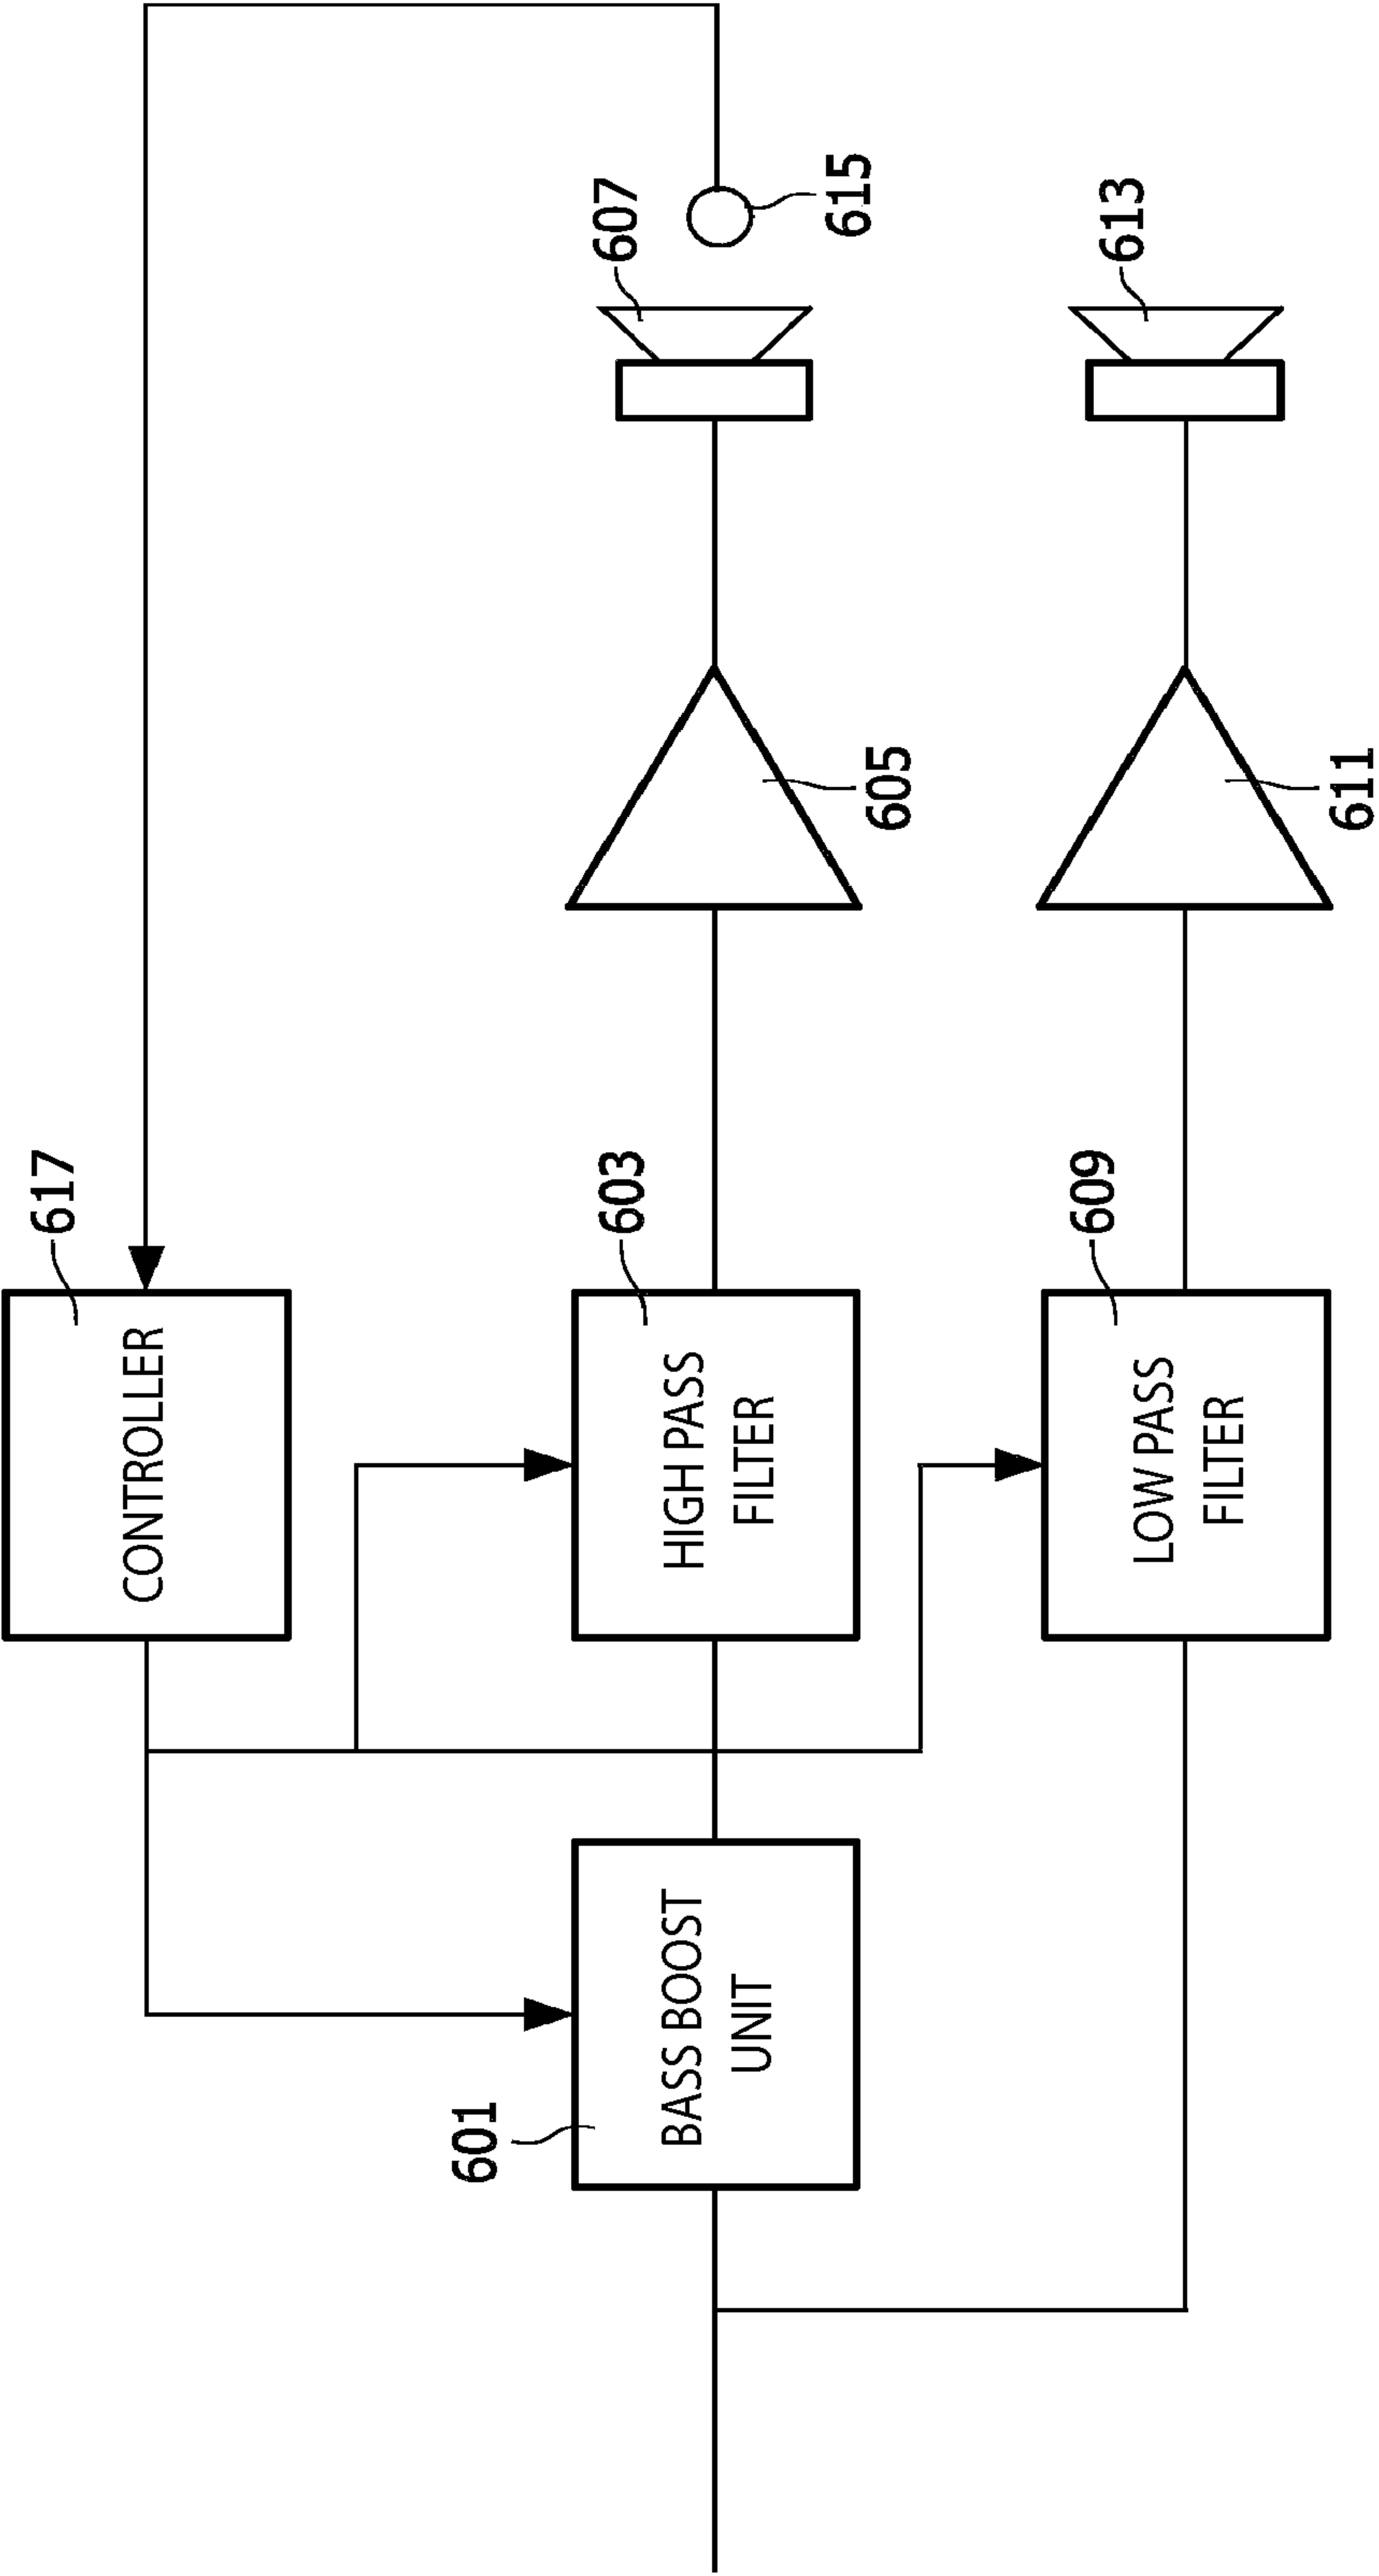 617
CONTROLLER
607
615
601
BASS BOOST
UNIT
603
HIGH PASS
FILTER
605
613
609
LOW PASS
FILTER
611